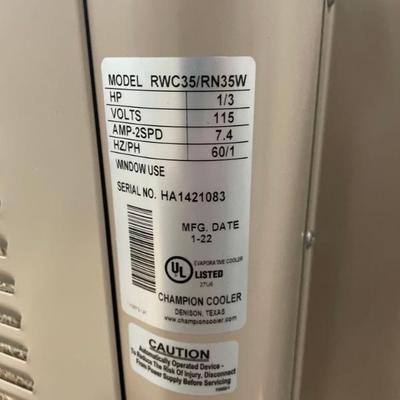 MODEL RWC35/RN35W
HP 1/3
VOLTS 115
AMP-2SPD 7.4
HZ/PH 60/1
WINDOW USE
SERIAL NO. HA1421083
MFG. DATE
1-22
UL EVAPORATIVE COOLER
LISTED
27U6
CHAMPION COOLER
DENISON, TEXAS
www.championcooler.com
CAUTION
Automatically Operated Device -
To Reduce The Risk Of Injury, Disconnect
From Power Supply Before Servicing